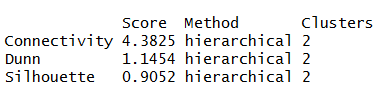 Score Method Clusters
Connectivity 4.3825 hierarchical 2
Dunn 1.1454 hierarchical 2
Silhouette 0.9052 hierarchical 2